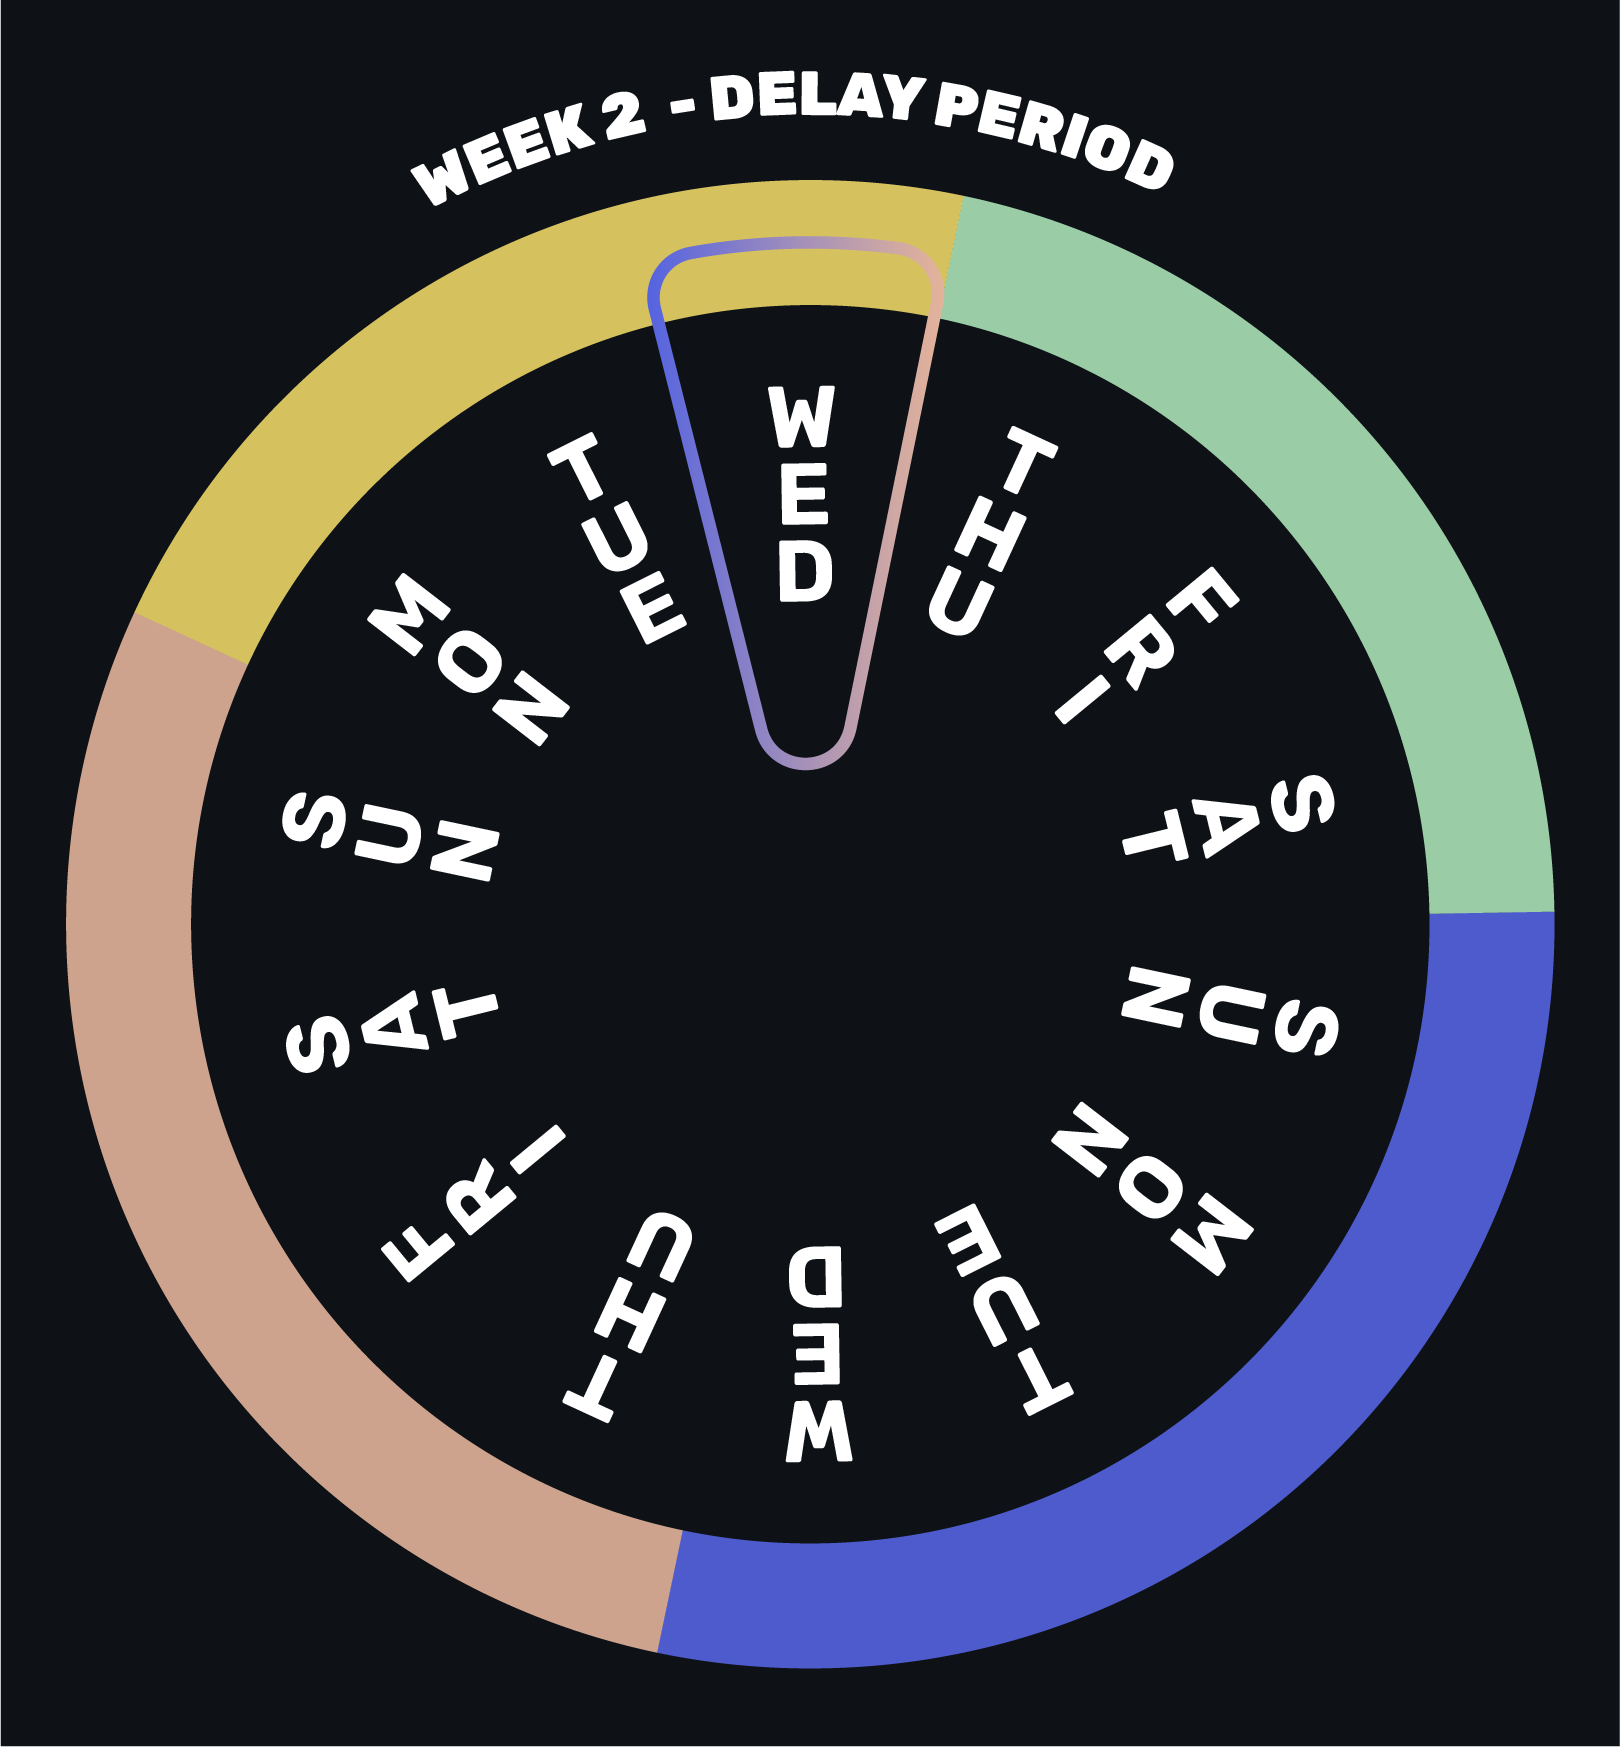 WEEK 2 - DELAY PERIOD
WED
THU
FRI
SAT
SUN
MON
TUE
WED
THU
FRI
SAT
SUN
MON
TUE